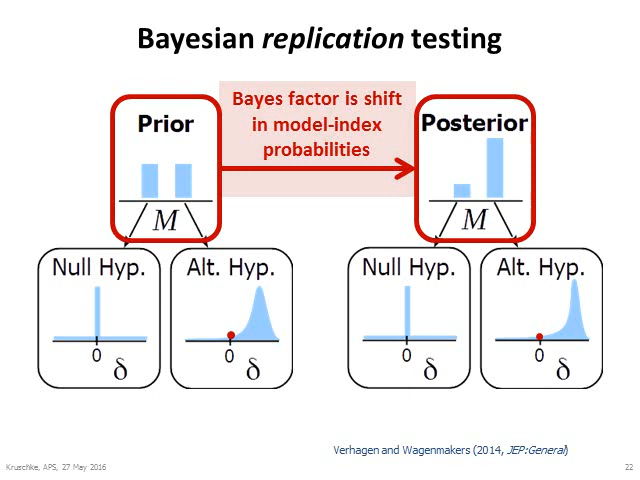 Bayesian replication testing
Bayes factor is shift
in model-index
probabilities
Prior
M
Posterior
M
Null Hyp.
0
δ
Alt. Hyp.
0
δ
Null Hyp.
0
δ
Alt. Hyp.
0
δ
Verhagen and Wagenmakers (2014, JEP:General)
Kruschke, APS, 27 May 2016
22